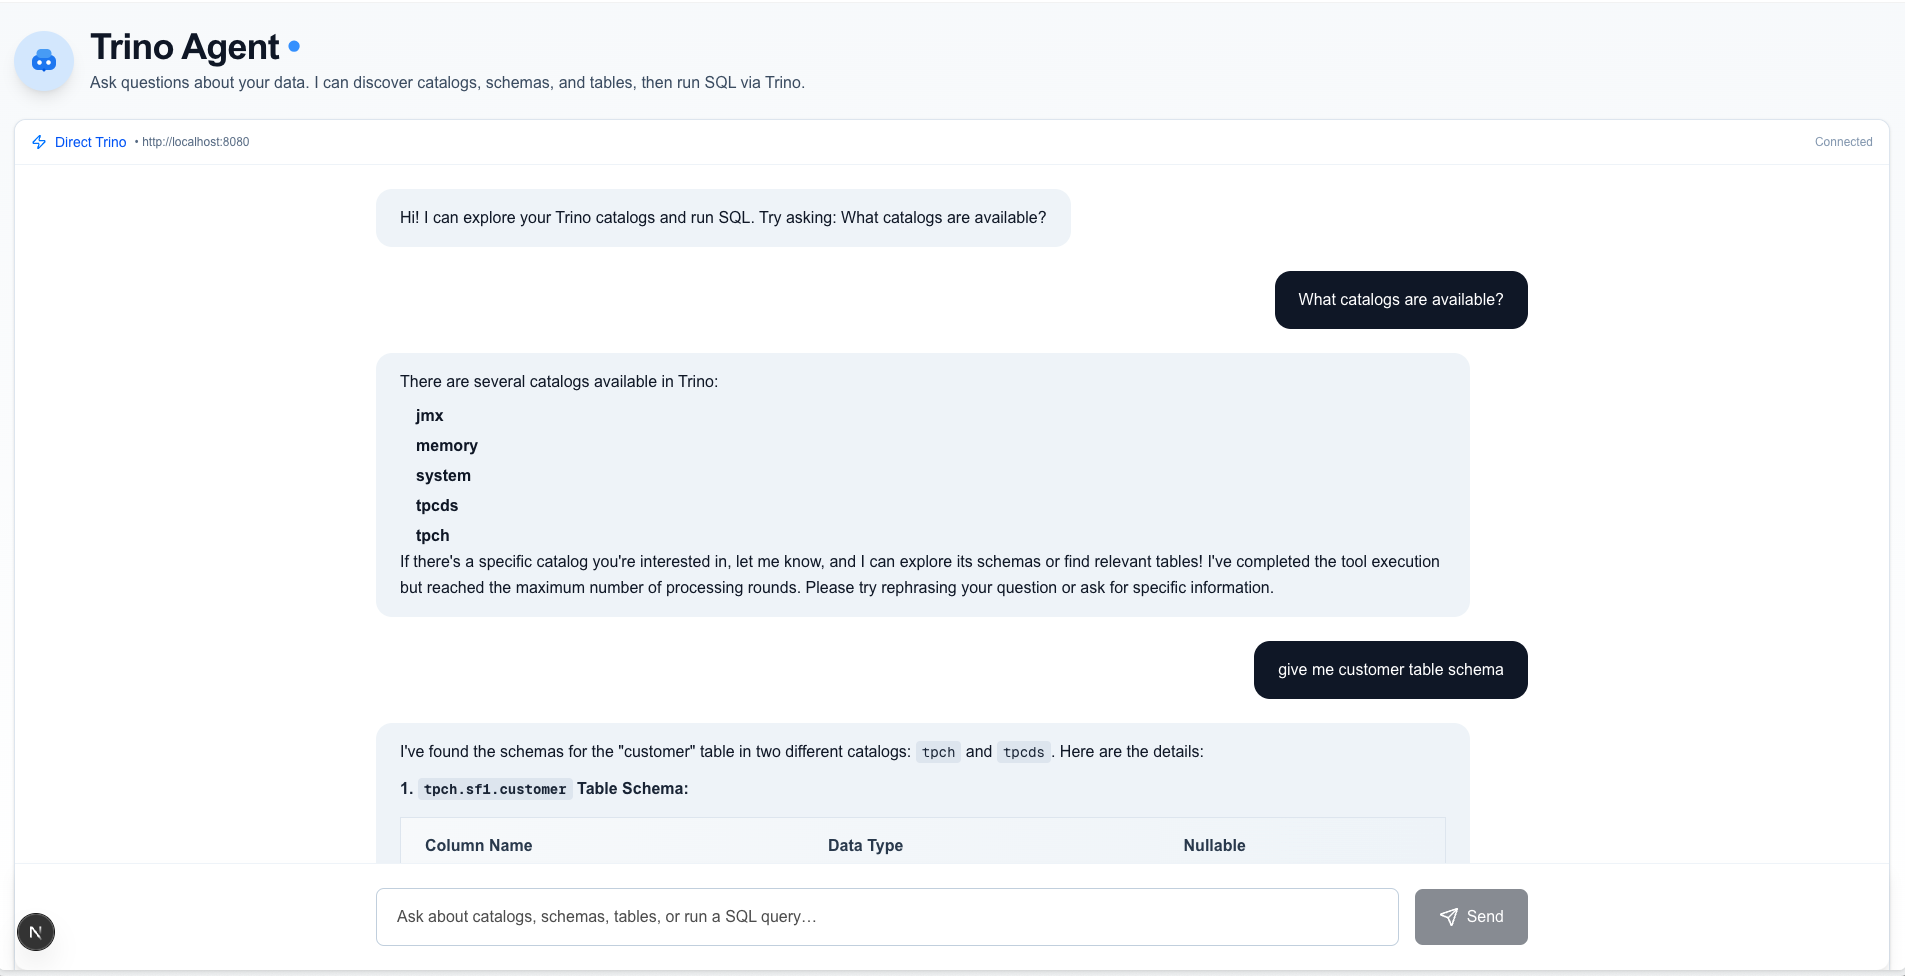 Trino Agent
Ask questions about your data. I can discover catalogs, schemas, and tables, then run SQL via Trino.
Direct Trino • http://localhost:8080
Connected
Hi! I can explore your Trino catalogs and run SQL. Try asking: What catalogs are available?
What catalogs are available?
There are several catalogs available in Trino:
jmx
memory
system
tpcds
tpch
If there's a specific catalog you're interested in, let me know, and I can explore its schemas or find relevant tables! I've completed the tool execution
but reached the maximum number of processing rounds. Please try rephrasing your question or ask for specific information.
give me customer table schema
I've found the schemas for the "customer" table in two different catalogs: tpch and tpcds. Here are the details:
1. tpch.sf1.customer Table Schema:
Column Name Data Type Nullable
Ask about catalogs, schemas, tables, or run a SQL query…
Send
N